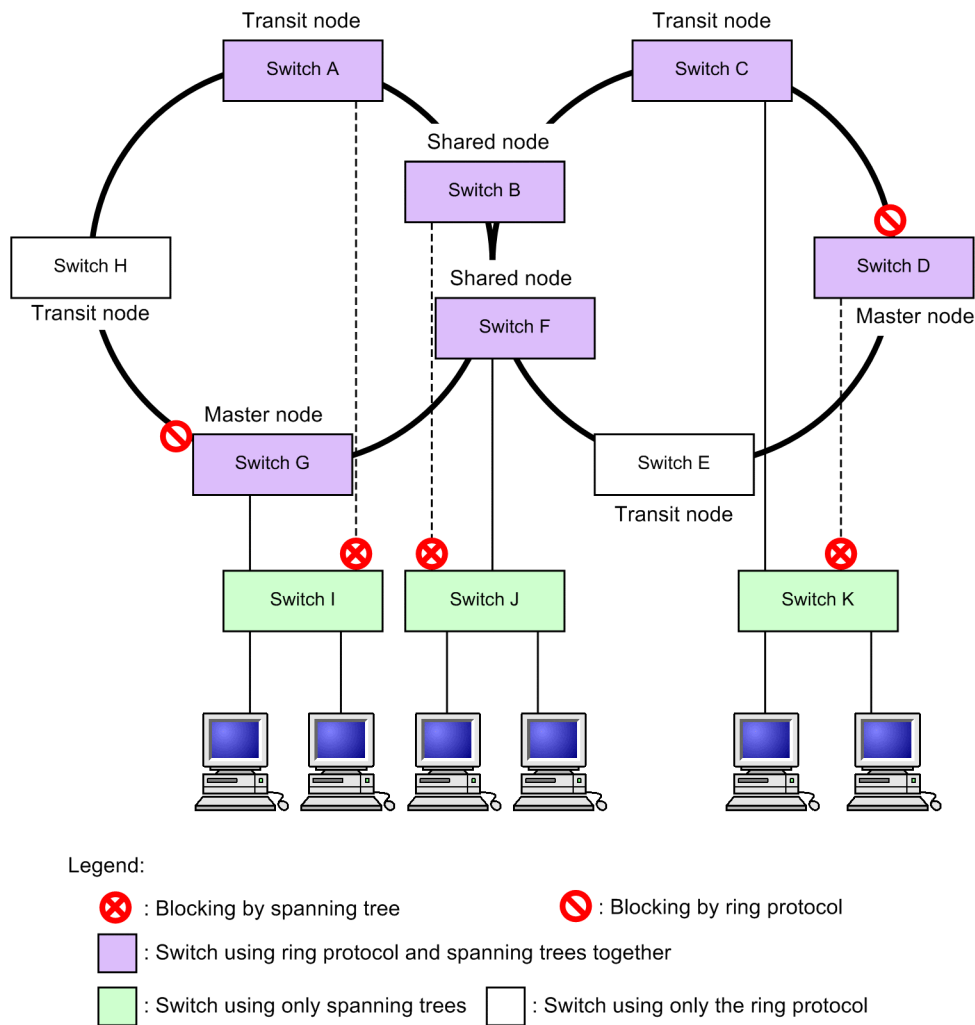 Transit node
Transit node
Switch A
Switch C
Shared node
Switch B
Switch H
Shared node
Switch D
Transit node
Switch F
Master node
Master node
Switch G
Switch E
Transit node
Switch I
Switch J
Switch K
Legend:
: Blocking by spanning tree
: Blocking by ring protocol
: Switch using ring protocol and spanning trees together
: Switch using only spanning trees
: Switch using only the ring protocol